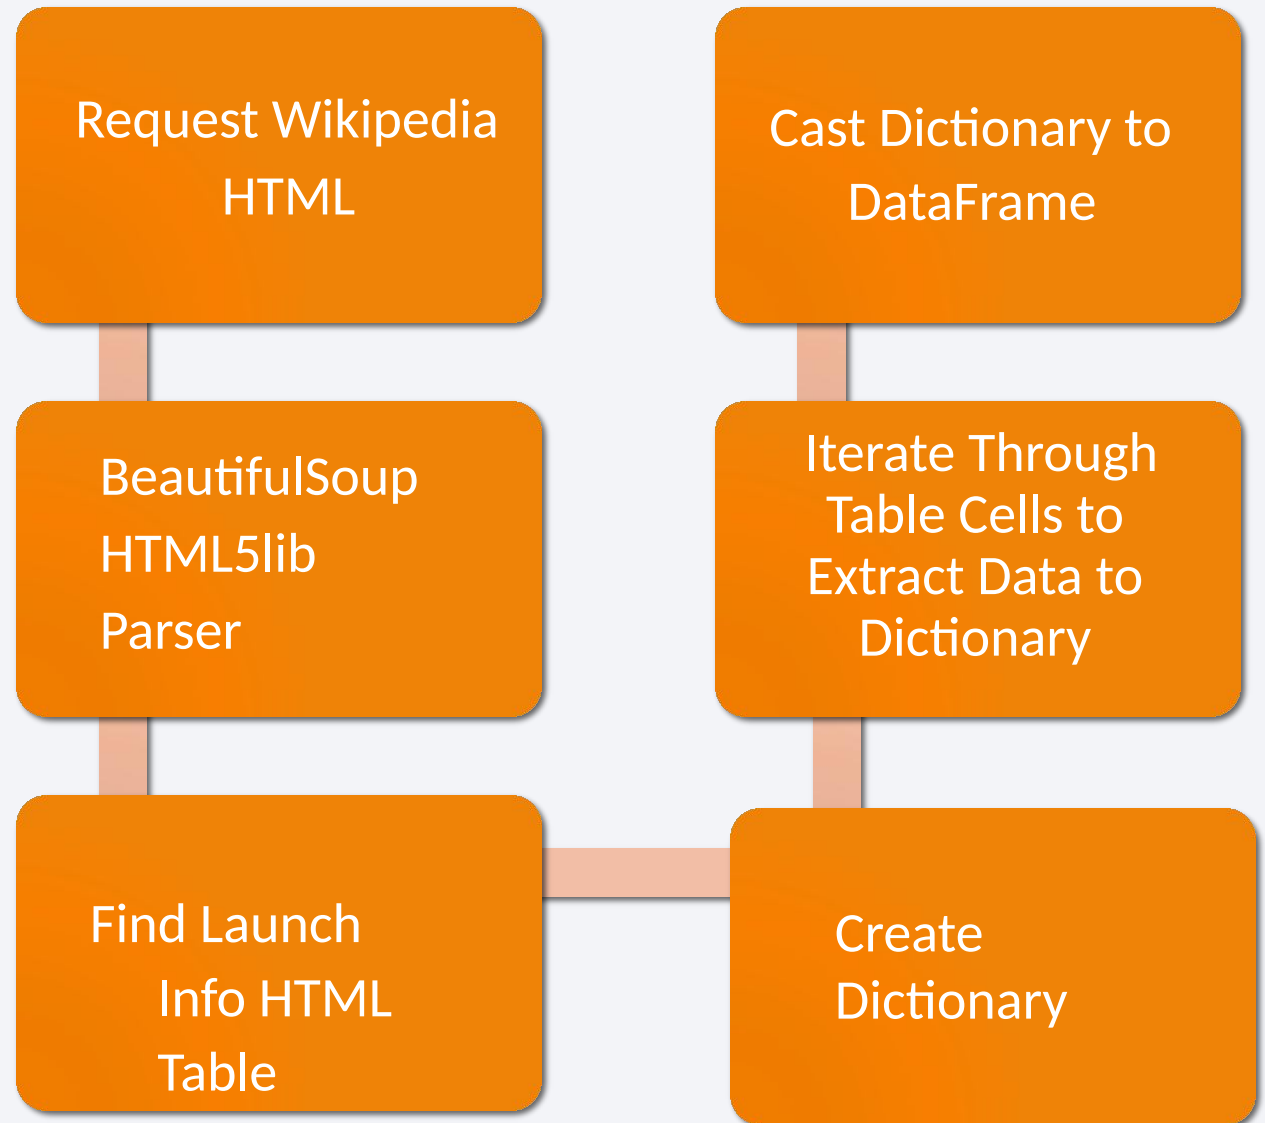 Request Wikipedia
HTML
BeautifulSoup
HTML5lib
Parser
Find Launch
Info HTML
Table
Create
Dictionary
Iterate Through
Table Cells to
Extract Data to
Dictionary
Cast Dictionary to
DataFrame